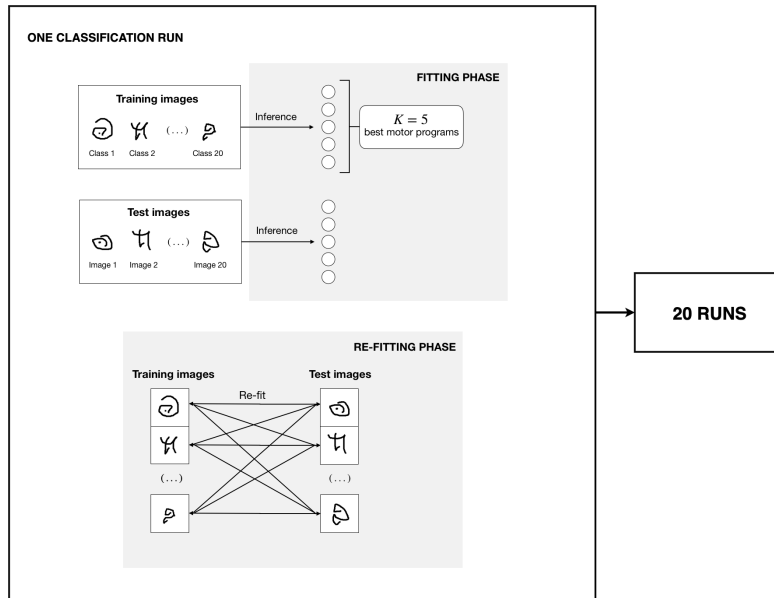 ONE CLASSIFICATION RUN
FITTING PHASE
Training images
Class 1 Class 2 (...) Class 20
Inference
K = 5
best motor programs
Test images
Image 1 Image 2 (...) Image 20
Inference
20 RUNS
RE-FITTING PHASE
Training images Test images
Re-fit
(...) (...)